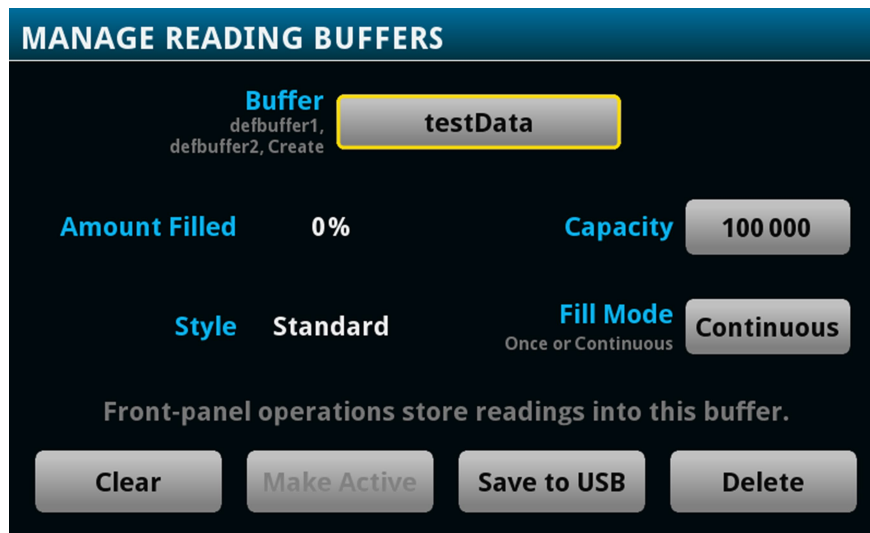 MANAGE READING BUFFERS
Buffer
defbuffer1,
defbuffer2, Create
testData
Amount Filled
0%
Capacity
100 000
Style
Standard
Fill Mode
Once or Continuous
Continuous
Front-panel operations store readings into this buffer.
Clear
Make Active
Save to USB
Delete